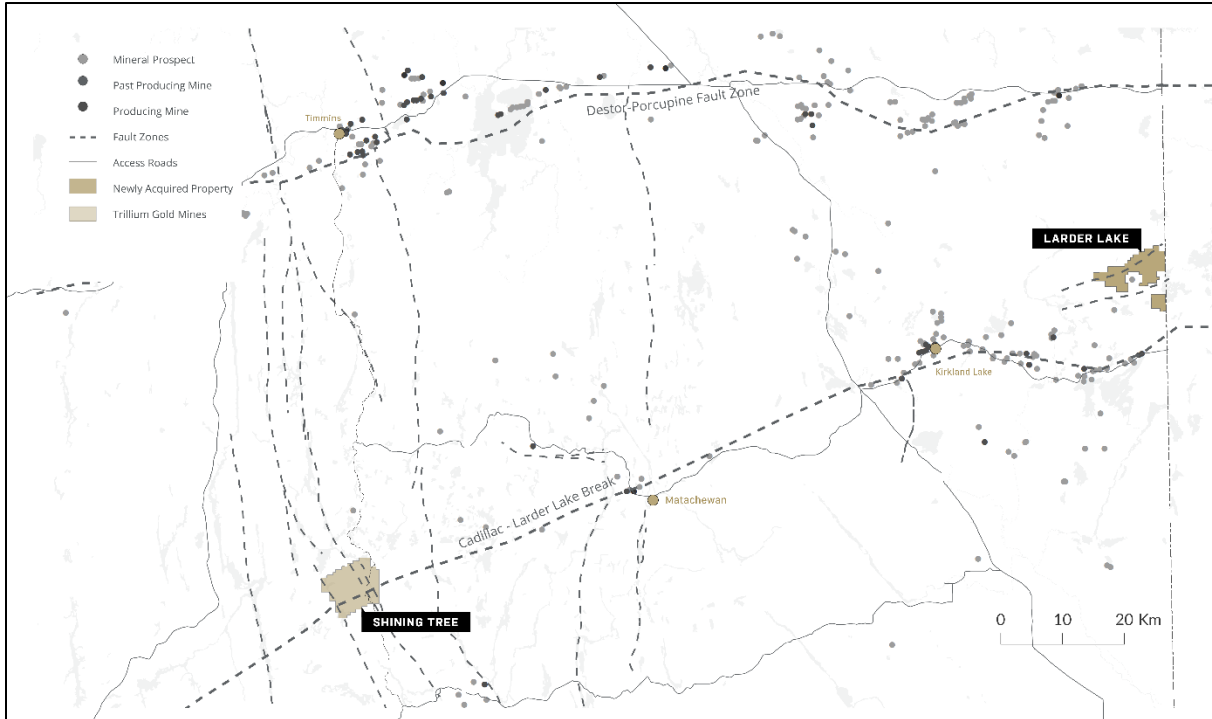 Mineral Prospect
Past Producing Mine
Producing Mine
Fault Zones
Access Roads
Newly Acquired Property
Trillium Gold Mines
Timmins
Destor-Porcupine Fault Zone
LARDER LAKE
Kirkland Lake
Cadillac - Larder Lake Break
Matachewan
SHINING TREE
0 10 20 Km